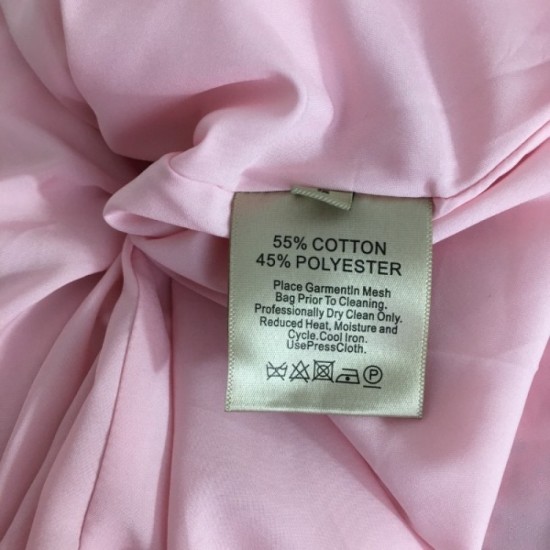 55% COTTON
45% POLYESTER
Place GarmentIn Mesh
Bag Prior To Cleaning.
Professionally Dry Clean Only.
Reduced Heat, Moisture and
Cycle.Cool Iron.
UsePressCloth.